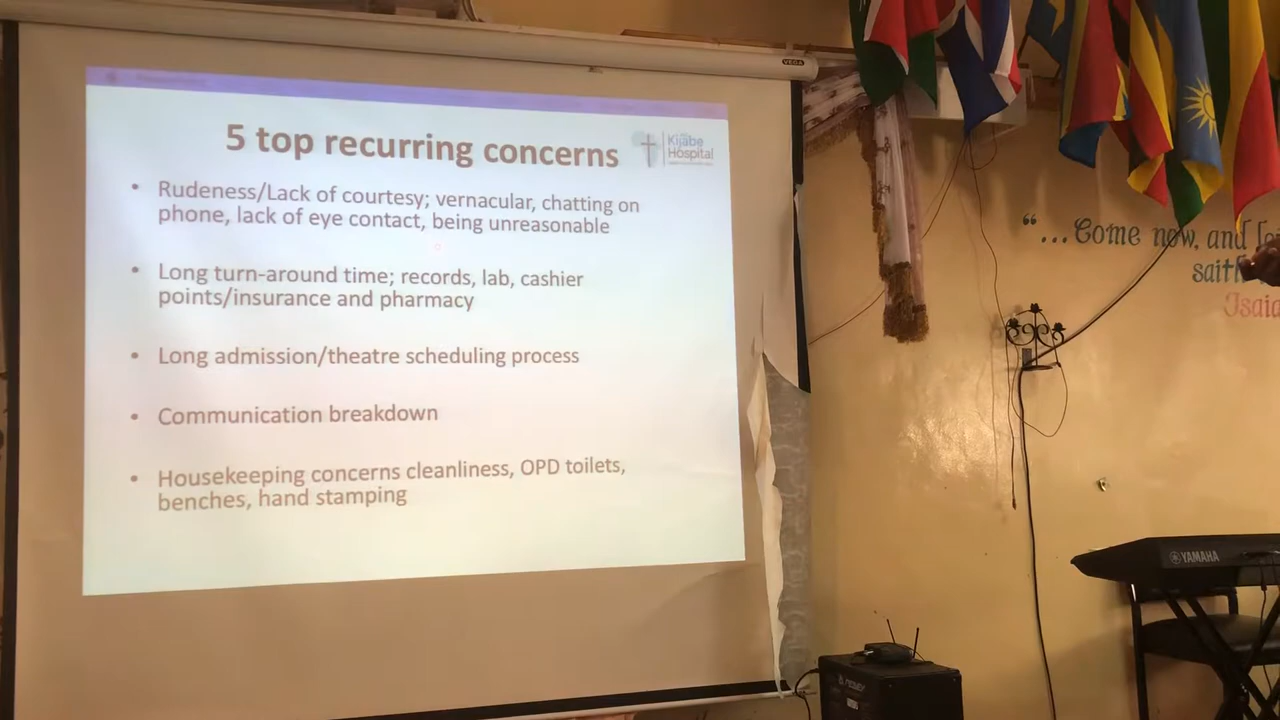 VEGA
5 top recurring concerns
Kijabe
Hospital
• Rudeness/Lack of courtesy; vernacular, chatting on
phone, lack of eye contact, being unreasonable
• Long turn-around time; records, lab, cashier
points/insurance and pharmacy
• Long admission/theatre scheduling process
• Communication breakdown
• Housekeeping concerns cleanliness, OPD toilets,
benches, hand stamping
“...Come now, and
saith
Isaia
YAMAHA